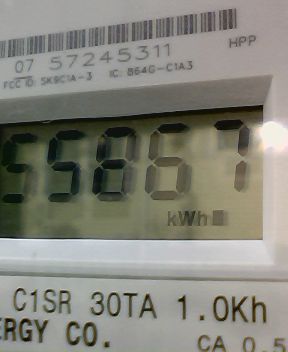 07 57245311
HPP
FCC ID: SK9C1A-3 IC: 864G-C1A3
55867
kWh
C1SR 30TA 1.0Kh
ERGY CO.
CA 0.5